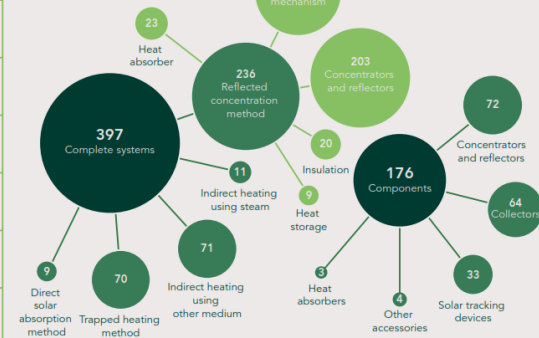 mechanism
23
Heat
absorber
236
Reflected
concentration
method
203
Concentrators
and reflectors
397
Complete systems
72
Concentrators
and reflectors
20
Insulation
11
Indirect heating
using steam
176
Components
9
Heat
storage
64
Collectors
71
Indirect heating
using
other medium
9
Direct
solar
absorption
method
70
Trapped heating
method
3
Heat
absorbers
4
Other
accessories
33
Solar tracking
devices